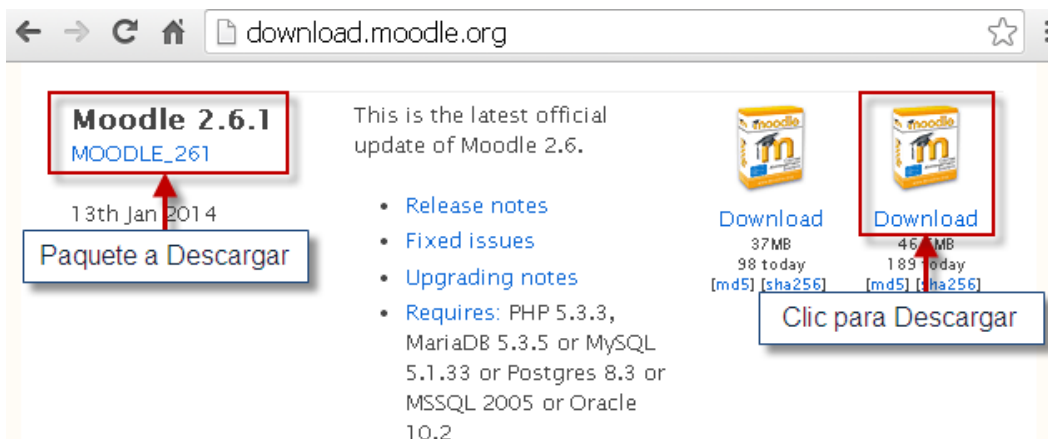 download.moodle.org
Moodle 2.6.1
MOODLE_261
13th Jan 2014
Paquete a Descargar
This is the latest official
update of Moodle 2.6.
• Release notes
• Fixed issues
• Upgrading notes
• Requires: PHP 5.3.3,
MariaDB 5.3.5 or MySQL
5.1.33 or Postgres 8.3 or
MSSQL 2005 or Oracle
10.2
moodle
m
Download
37MB
98 today
[md5] [sha256]
moodle
m
Download
MB
189 today
[md5] [sha256]
Clic para Descargar